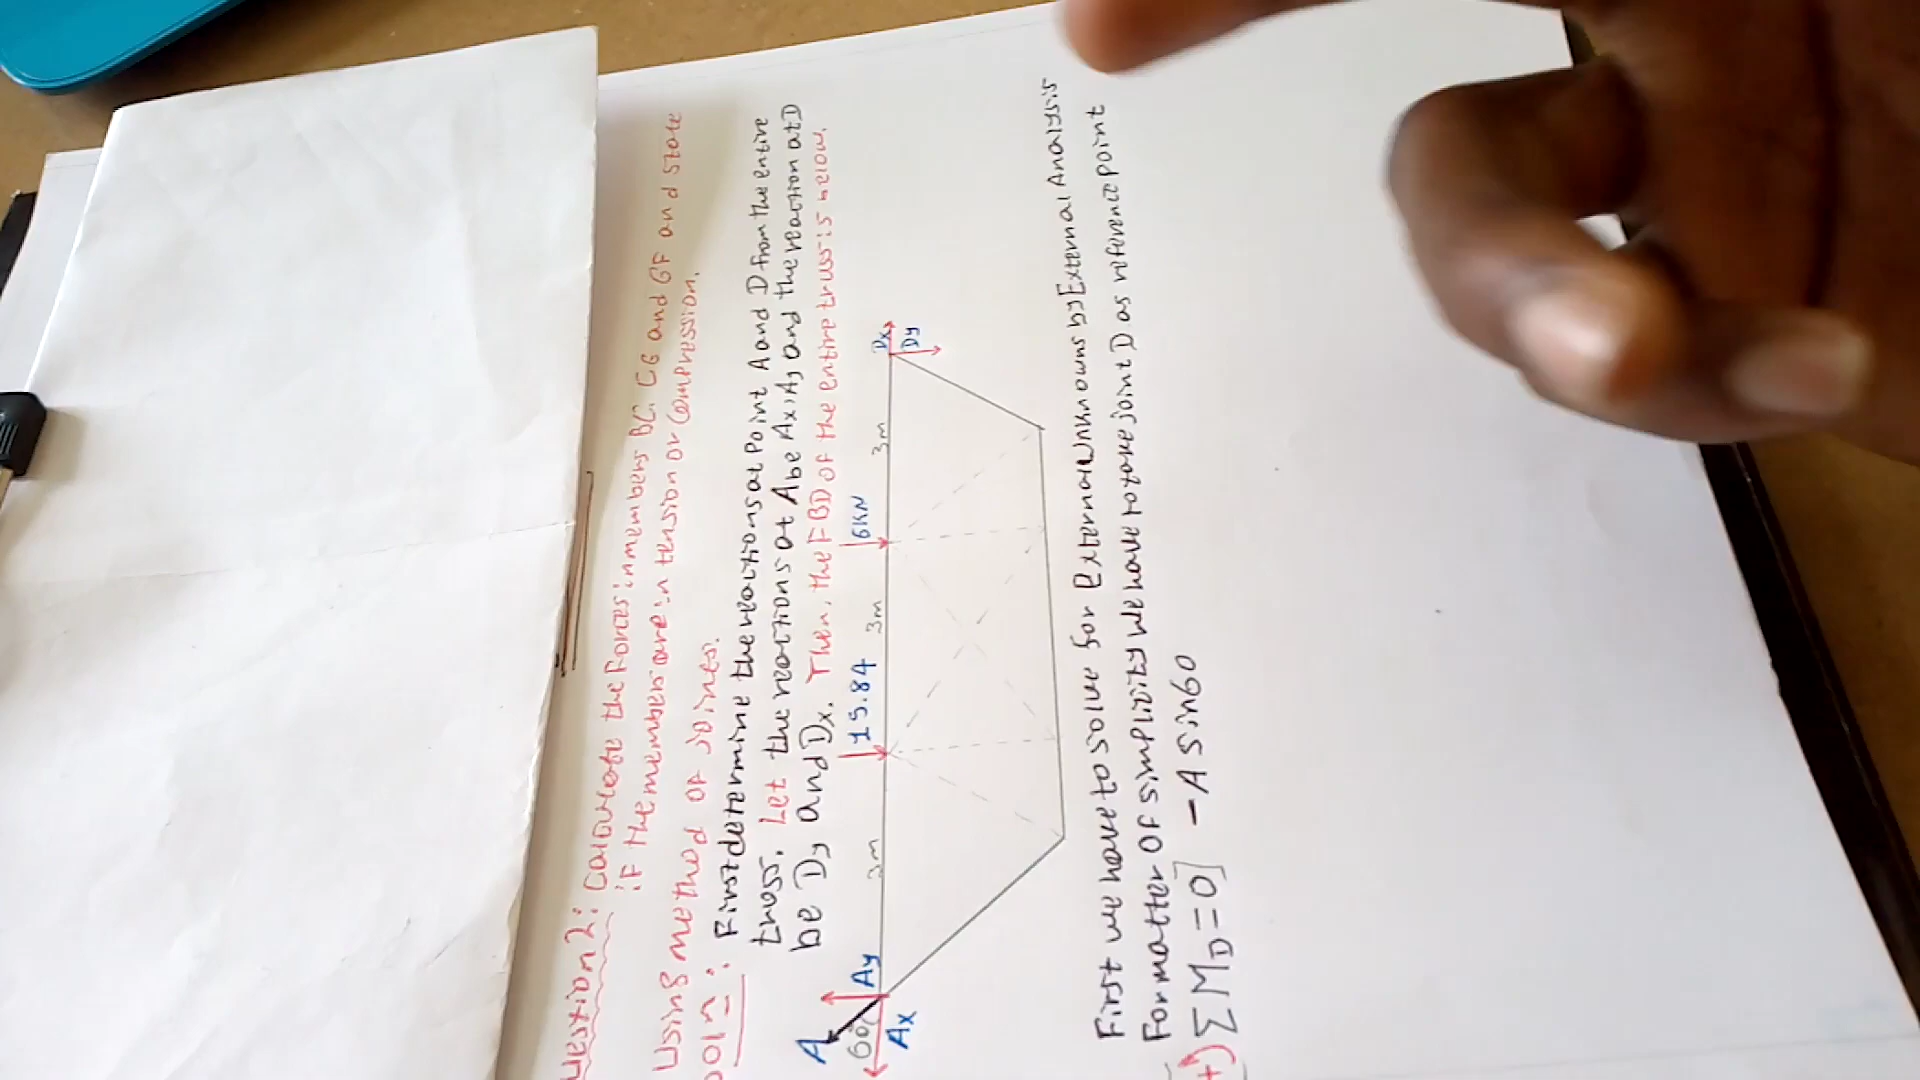 uestion 2: Calculate the Forces in members BC, CG and GF and state
if the members are in tension or Compression.
Using method of joints.
soln: First determine the reactions at Point A and D from the entire
truss. Let the reactions at A be Ax, Ay and the reaction at D
be Dy and Dx. Then, the FBD of the entire truss is below.
A
60
Ay
Ax
3m
15.84
3m
6KN
3m
Dx
Dy
First we have to solve for External Unknowns by External Analysis
For matter of simplicity we have to take joint D as reference point
+) ΣMD=0] -A sin60